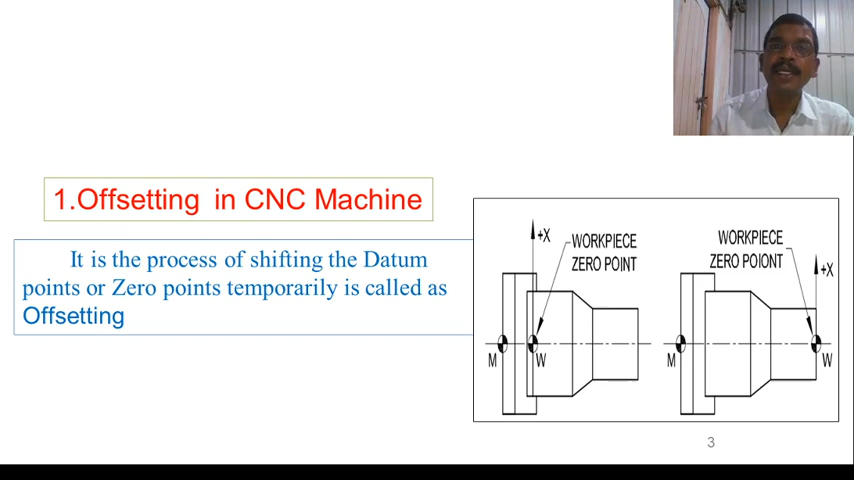 1.Offsetting in CNC Machine
It is the process of shifting the Datum
points or Zero points temporarily is called as
Offsetting
+X
WORKPIECE
ZERO POINT
M
W
WORKPIECE
ZERO POIONT
+X
M
W
3